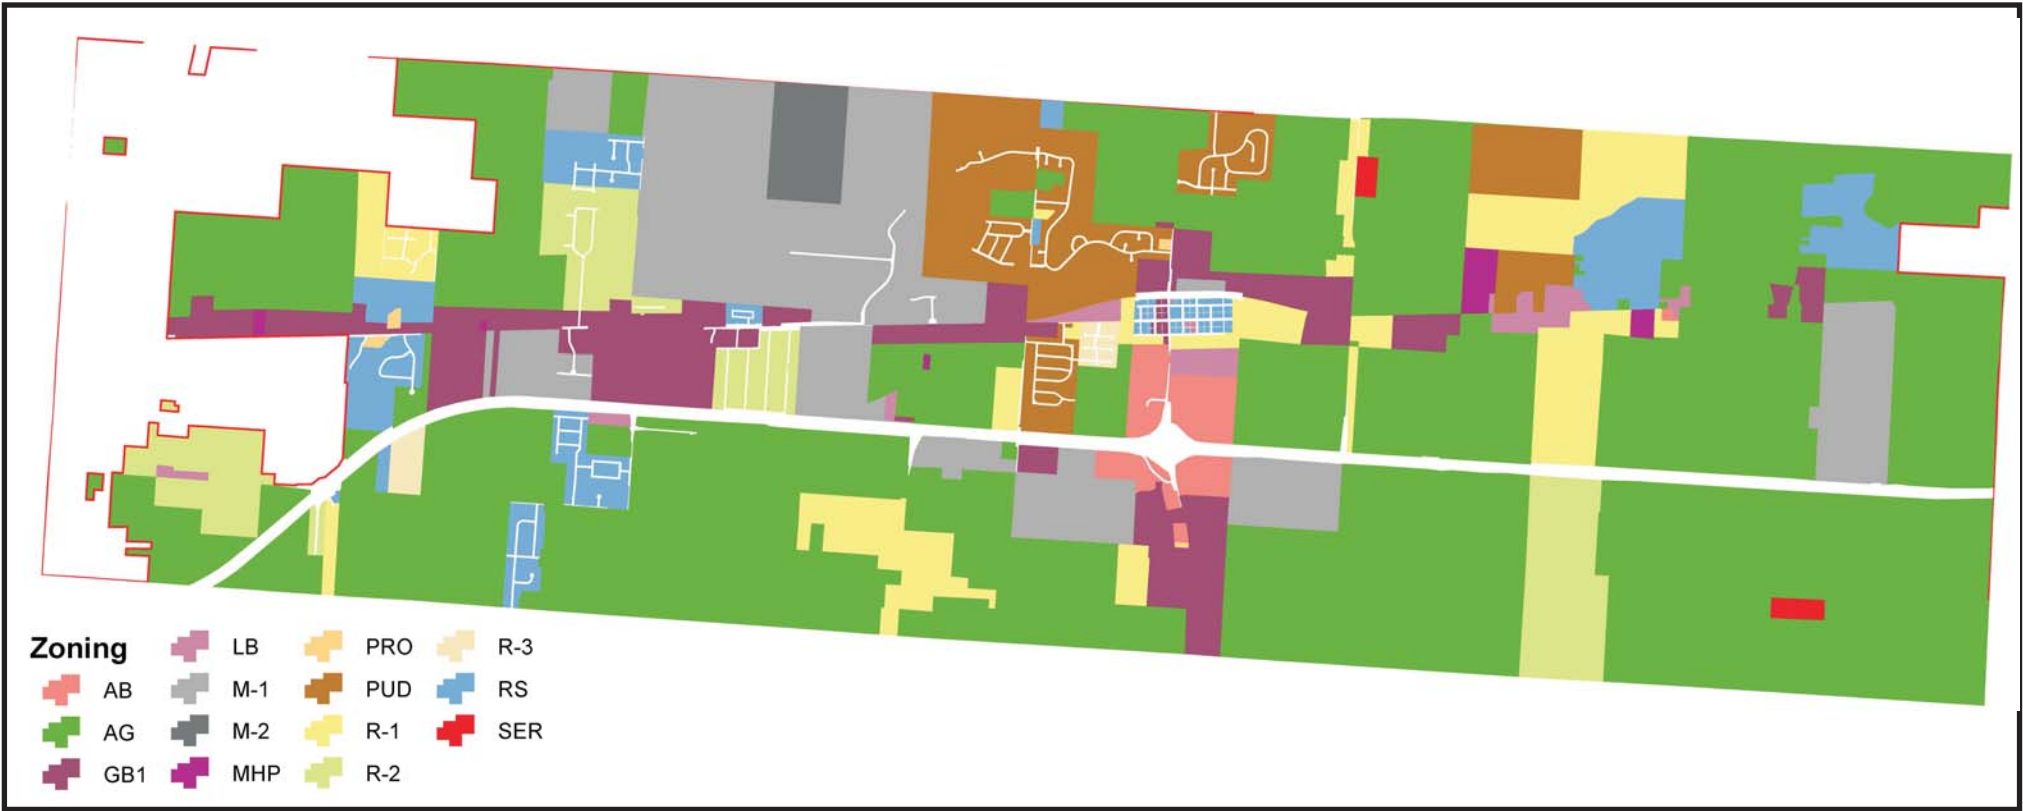 Zoning
AB
AG
GB1
LB
M-1
M-2
MHP
PRO
PUD
R-1
R-2
R-3
RS
SER